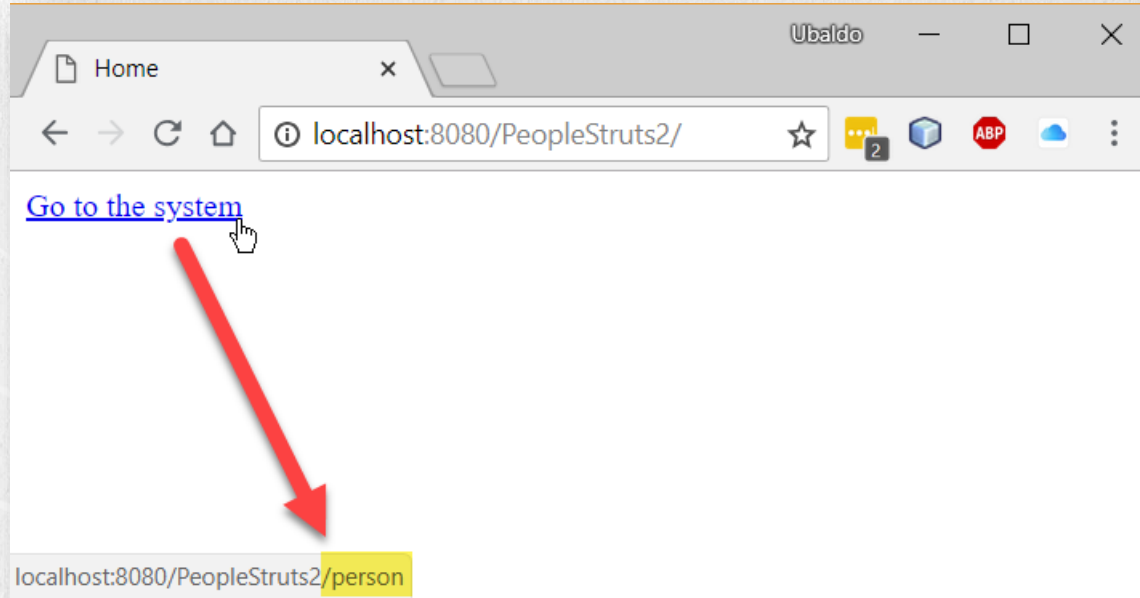 Ubaldo
Home
localhost:8080/PeopleStruts2/
2
ABP
Go to the system
localhost:8080/PeopleStruts2/person